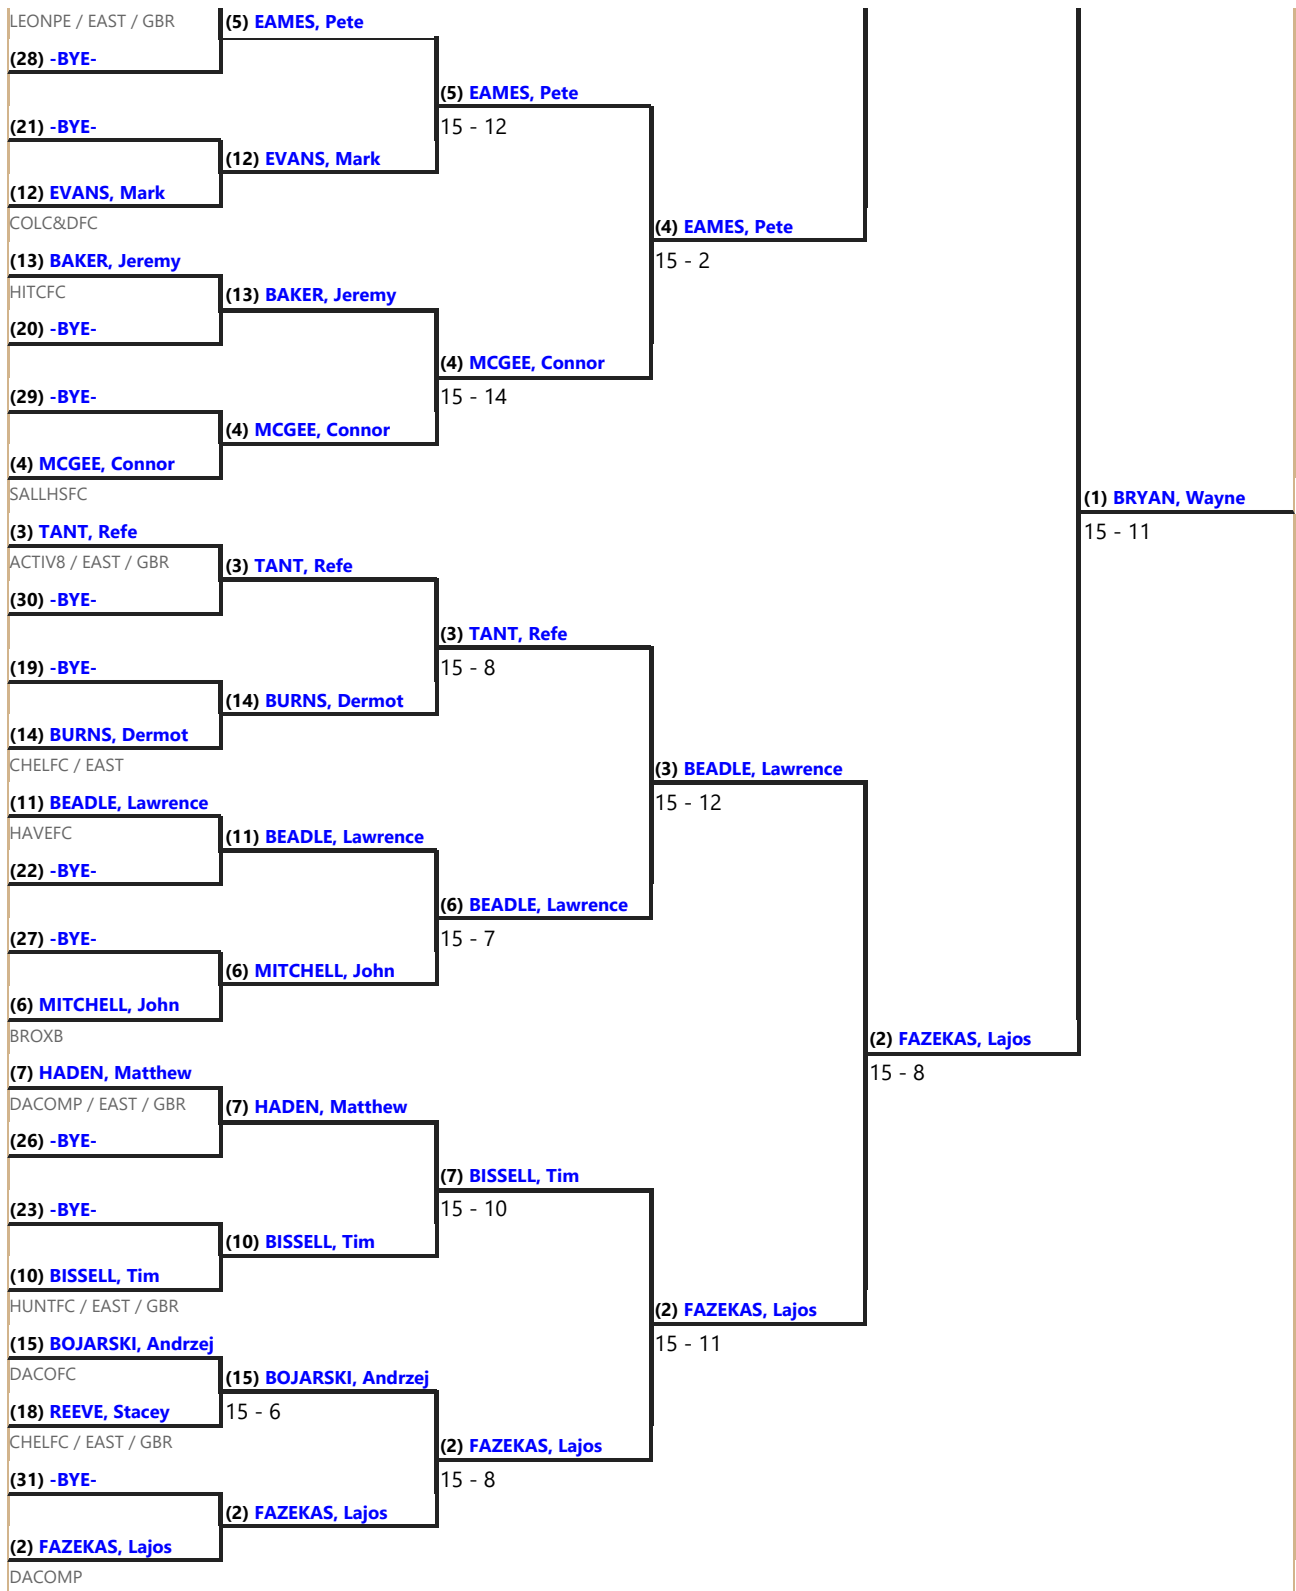 LEONPE / EAST / GBR
(5) EAMES, Pete
(28) -BYE-
(5) EAMES, Pete
(21) -BYE-
15 - 12
(12) EVANS, Mark
(12) EVANS, Mark
COLC&DFC
(4) EAMES, Pete
(13) BAKER, Jeremy
15 - 2
HITCFC
(13) BAKER, Jeremy
(20) -BYE-
(4) MCGEE, Connor
(29) -BYE-
15 - 14
(4) MCGEE, Connor
(4) MCGEE, Connor
SALLHSFC
(1) BRYAN, Wayne
(3) TANT, Refe
15 - 11
ACTIV8 / EAST / GBR
(3) TANT, Refe
(30) -BYE-
(3) TANT, Refe
(19) -BYE-
15 - 8
(14) BURNS, Dermot
(14) BURNS, Dermot
CHELFC / EAST
(3) BEADLE, Lawrence
(11) BEADLE, Lawrence
15 - 12
HAVEFC
(11) BEADLE, Lawrence
(22) -BYE-
(6) BEADLE, Lawrence
(27) -BYE-
15 - 7
(6) MITCHELL, John
(6) MITCHELL, John
BROXB
(2) FAZEKAS, Lajos
(7) HADEN, Matthew
15 - 8
DACOMP / EAST / GBR
(7) HADEN, Matthew
(26) -BYE-
(7) BISSELL, Tim
(23) -BYE-
15 - 10
(10) BISSELL, Tim
(10) BISSELL, Tim
HUNTFC / EAST / GBR
(2) FAZEKAS, Lajos
(15) BOJARSKI, Andrzej
15 - 11
DACOFC
(15) BOJARSKI, Andrzej
(18) REEVE, Stacey
15 - 6
CHELFC / EAST / GBR
(2) FAZEKAS, Lajos
(31) -BYE-
15 - 8
(2) FAZEKAS, Lajos
(2) FAZEKAS, Lajos
DACOMP